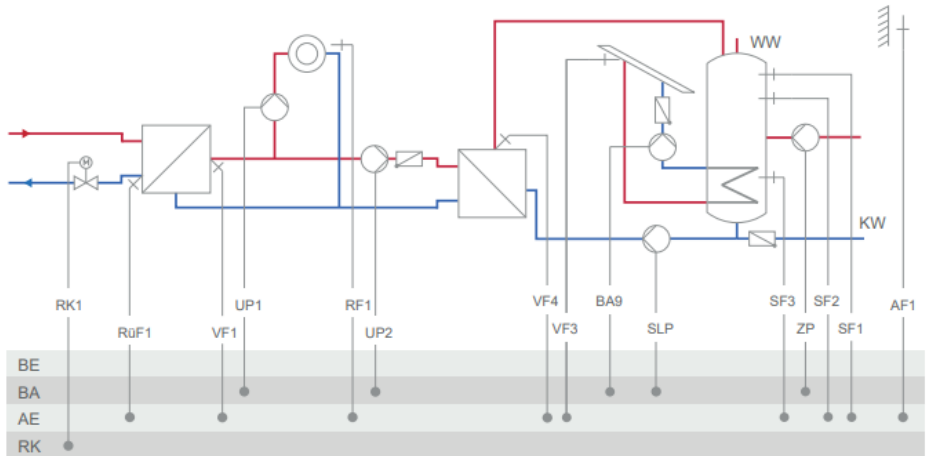 WW
M
KW
RK1
UP1
RF1
VF4
BA9
SF3
SF2
AF1
RüF1
VF1
UP2
VF3
SLP
ZP
SF1
BE
BA
AE
RK